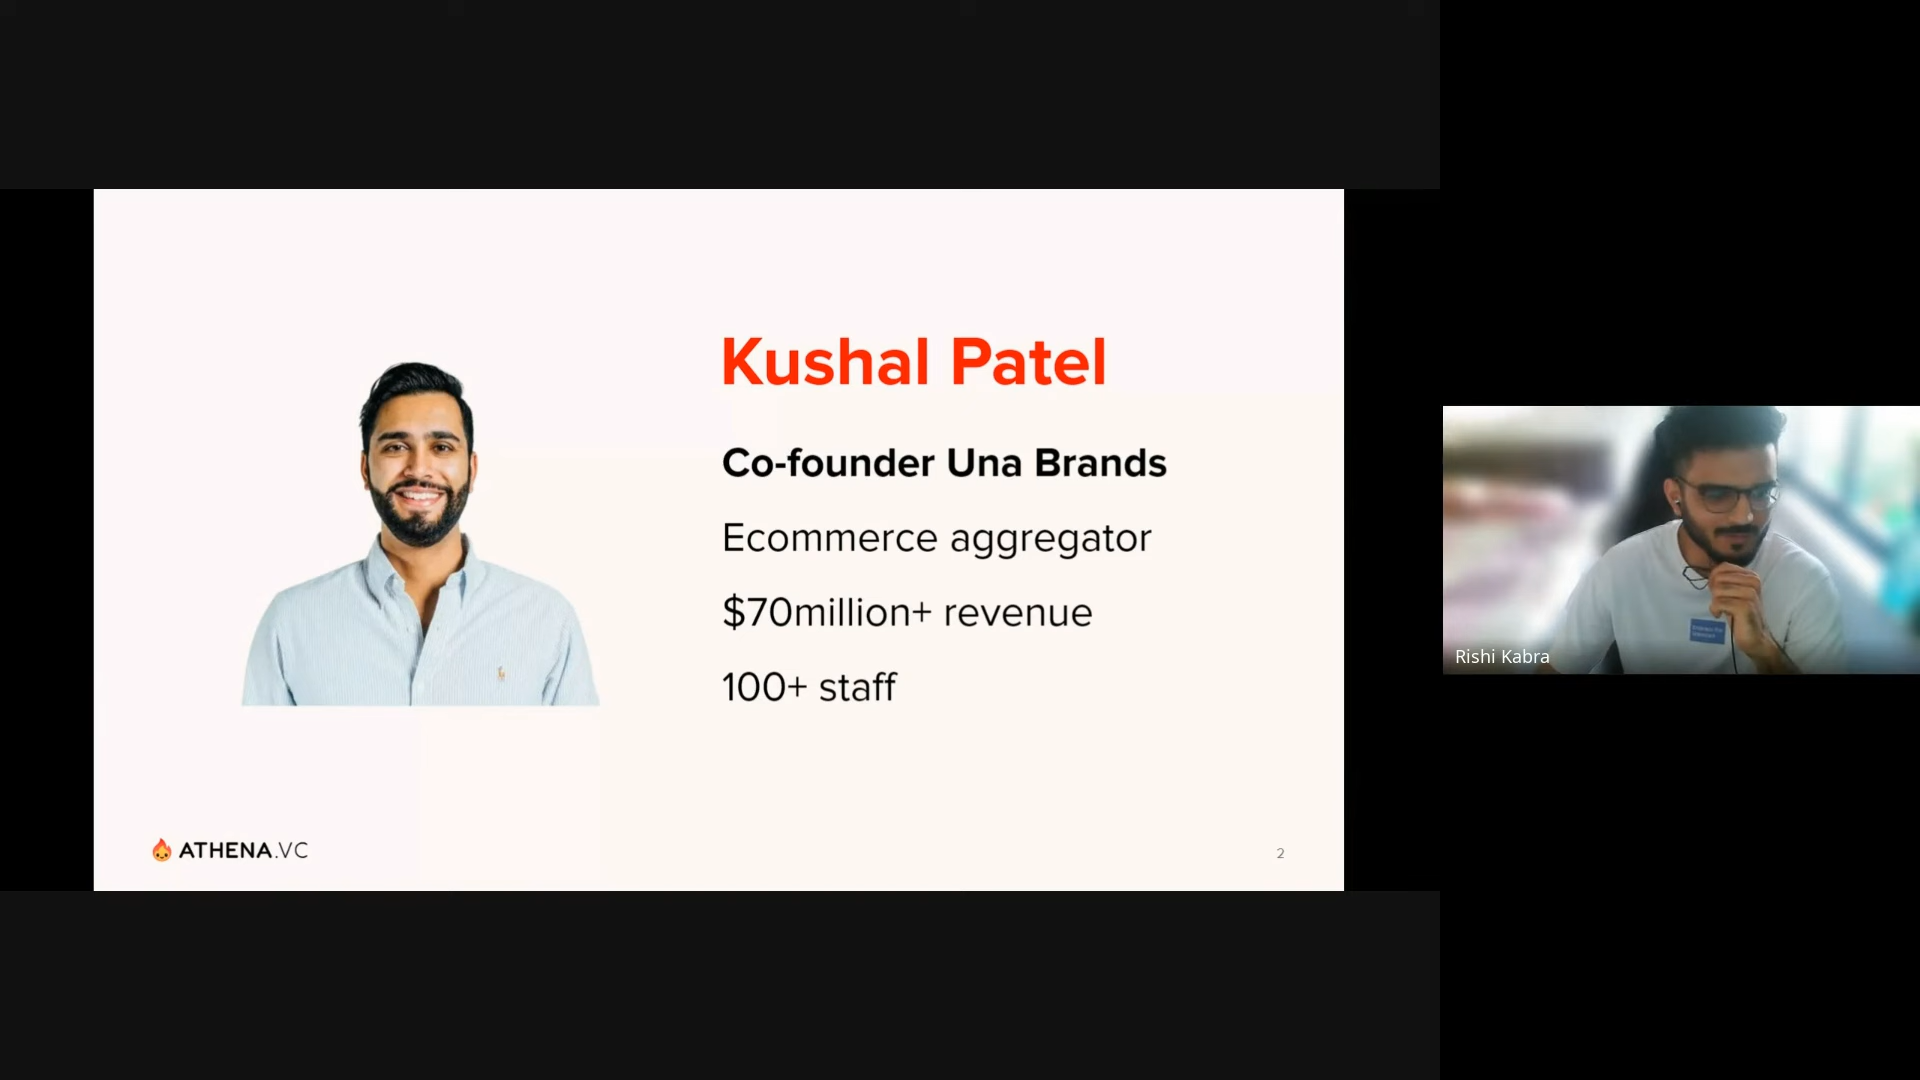 Kushal Patel
Co-founder Una Brands
Ecommerce aggregator
$70million+ revenue
100+ staff
ATHENA.VC
2
Rishi Kabra